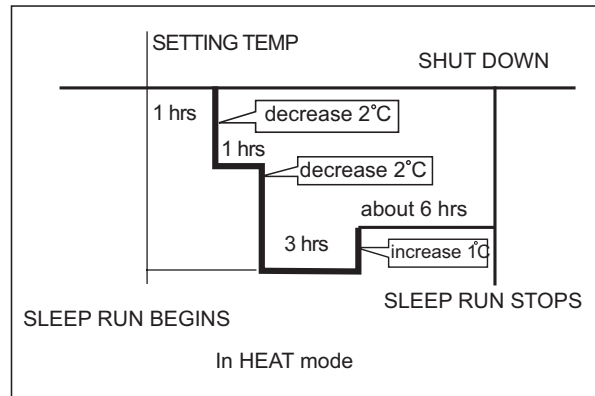 SETTING TEMP
SHUT DOWN
1 hrs
decrease 2°C
1 hrs
decrease 2°C
about 6 hrs
3 hrs
increase 1°C
SLEEP RUN STOPS
SLEEP RUN BEGINS
In HEAT mode